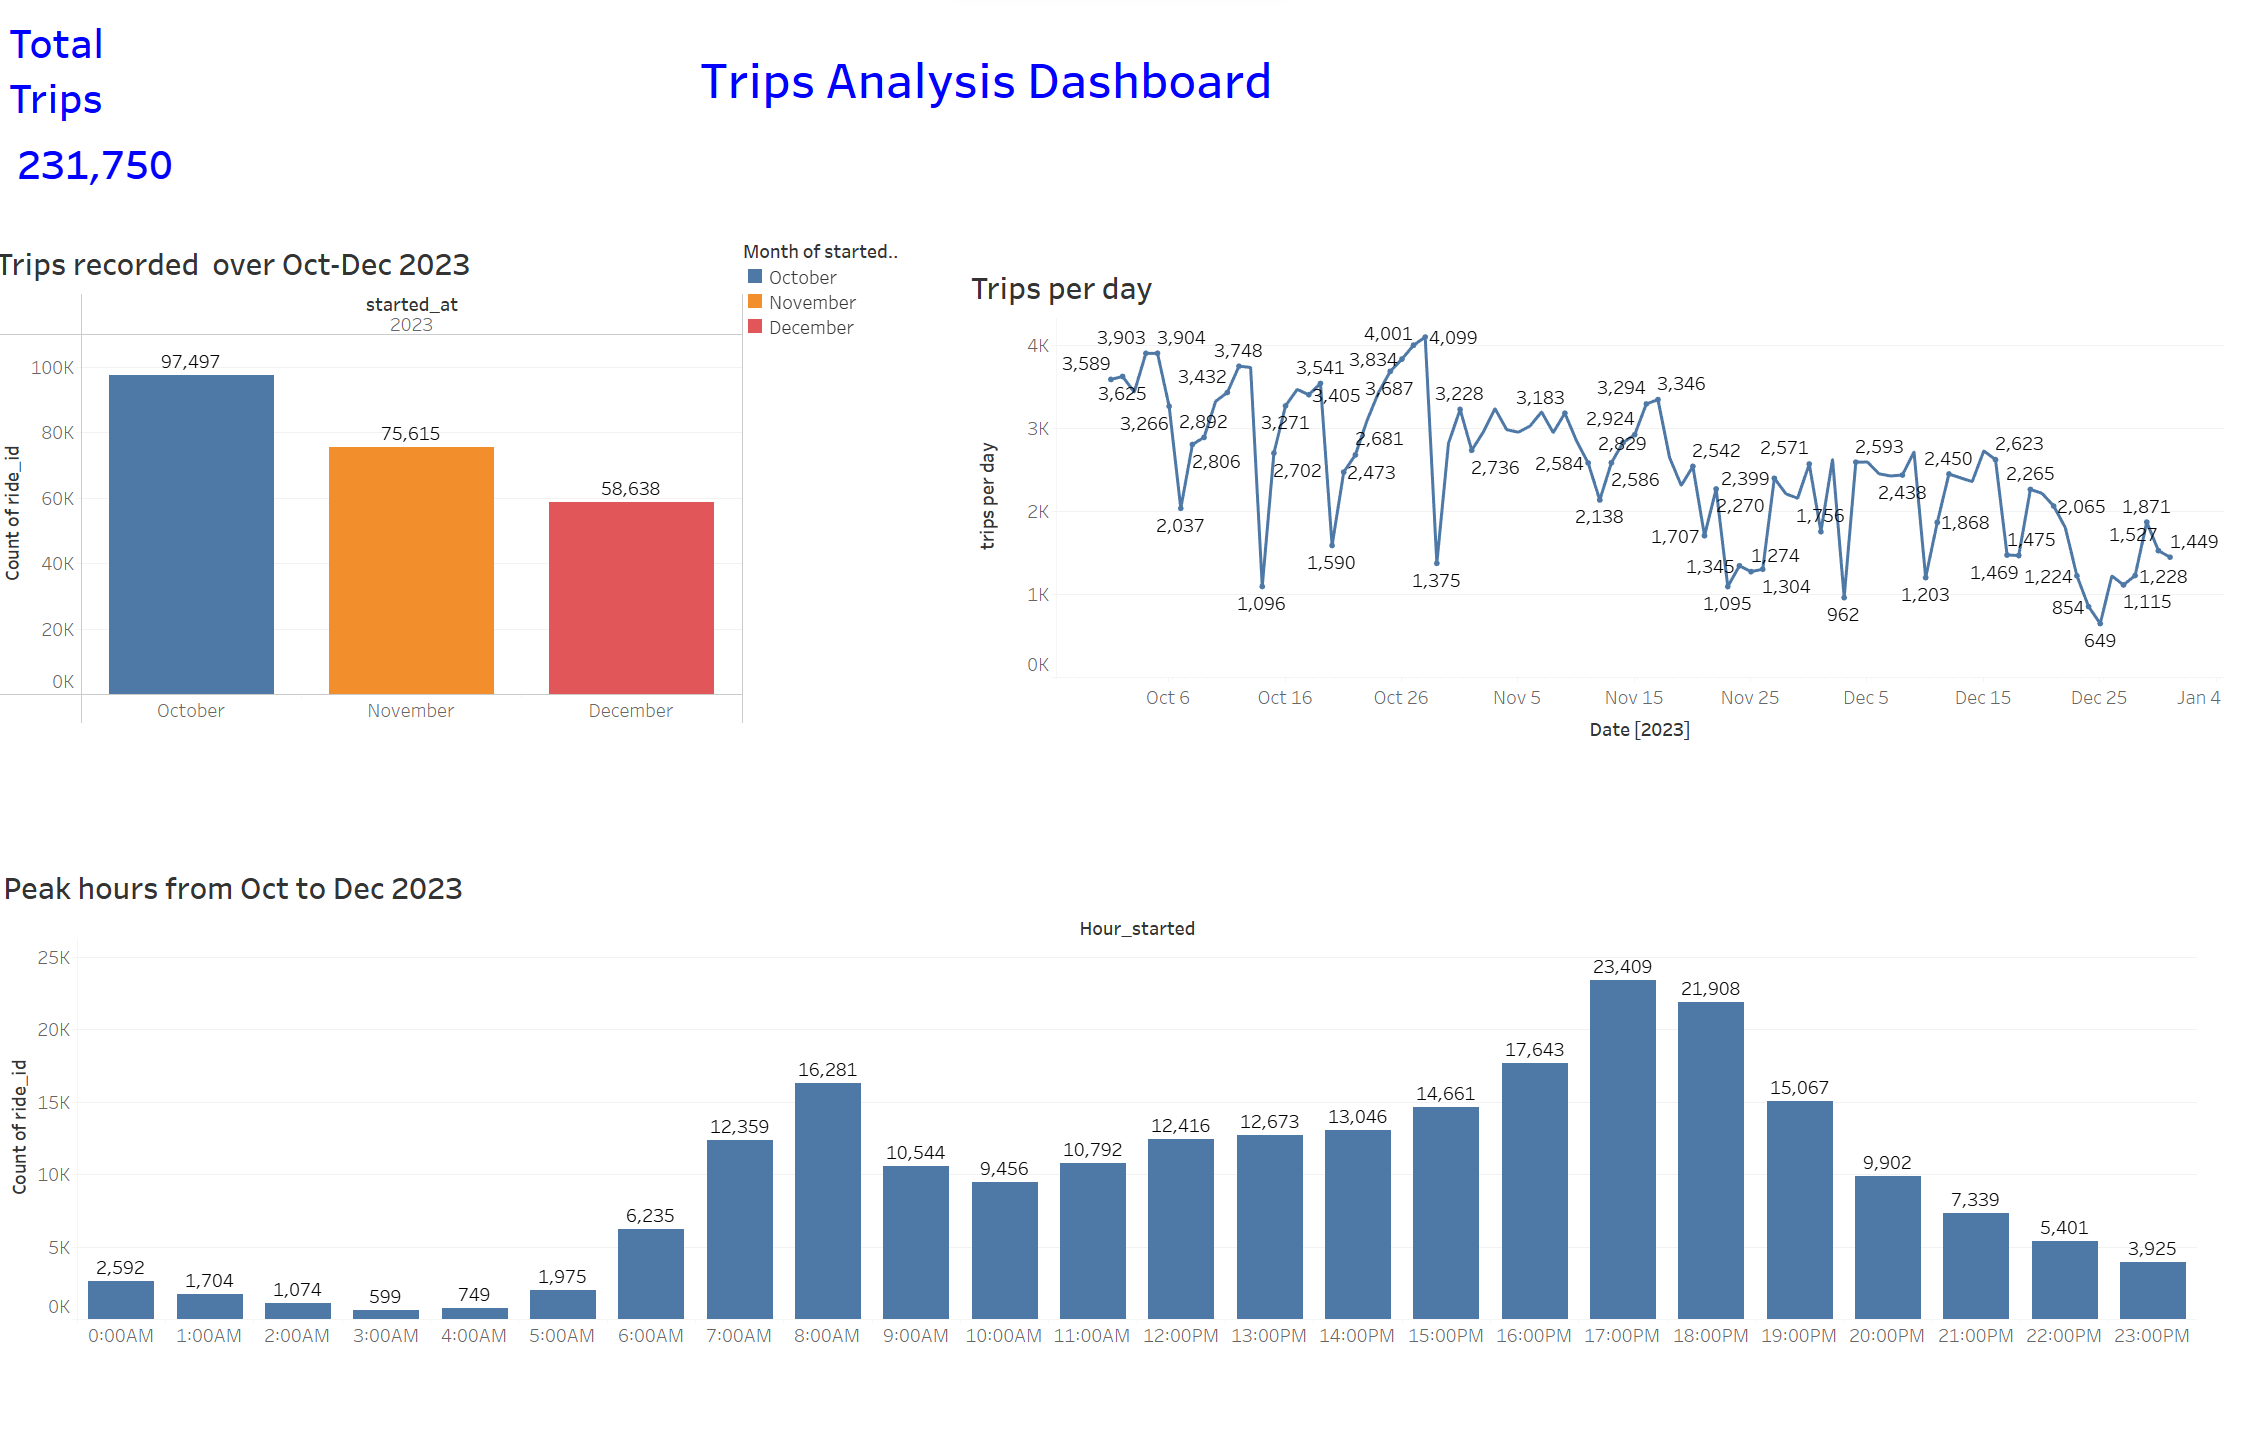 Total
Trips
231,750
Trips Analysis Dashboard
Trips recorded  over Oct-Dec 2023
started_at
2023
Count of ride_id
100K
80K
60K
40K
20K
0K
97,497
75,615
58,638
October
November
December
Month of started..
October
November
December
Trips per day
trips per day
4K
3K
2K
1K
0K
3,589
3,625
3,903
3,904
3,266
2,037
2,806
2,892
3,432
3,748
1,096
2,702
3,271
3,405
3,541
1,590
2,473
2,681
3,687
3,834
4,001
4,099
1,375
3,228
2,736
3,183
2,584
2,138
2,586
2,829
2,924
3,294
3,346
2,542
1,707
2,270
1,095
1,345
1,274
1,304
2,399
2,571
1,756
962
2,593
2,438
1,203
1,868
2,450
2,623
1,469
1,475
2,265
2,065
1,224
854
649
1,115
1,228
1,871
1,527
1,449
Oct 6
Oct 16
Oct 26
Nov 5
Nov 15
Nov 25
Dec 5
Dec 15
Dec 25
Jan 4
Date [2023]
Peak hours from Oct to Dec 2023
Hour_started
Count of ride_id
25K
20K
15K
10K
5K
0K
2,592
1,704
1,074
599
749
1,975
6,235
12,359
16,281
10,544
9,456
10,792
12,416
12,673
13,046
14,661
17,643
23,409
21,908
15,067
9,902
7,339
5,401
3,925
0:00AM
1:00AM
2:00AM
3:00AM
4:00AM
5:00AM
6:00AM
7:00AM
8:00AM
9:00AM
10:00AM
11:00AM
12:00PM
13:00PM
14:00PM
15:00PM
16:00PM
17:00PM
18:00PM
19:00PM
20:00PM
21:00PM
22:00PM
23:00PM